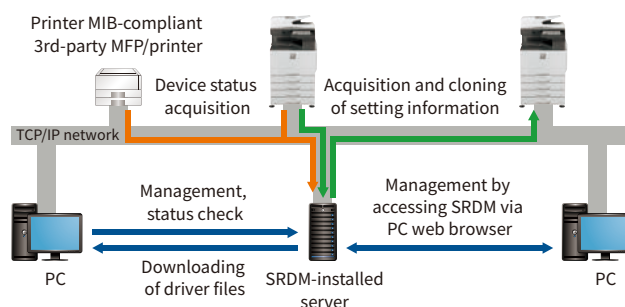 Printer MIB-compliant
3rd-party MFP/printer
Device status
acquisition
Acquisition and cloning
of setting information
TCP/IP network
Management,
status check
Management by
accessing SRDM via
PC web browser
Downloading
of driver files
PC
SRDM-installed
server
PC